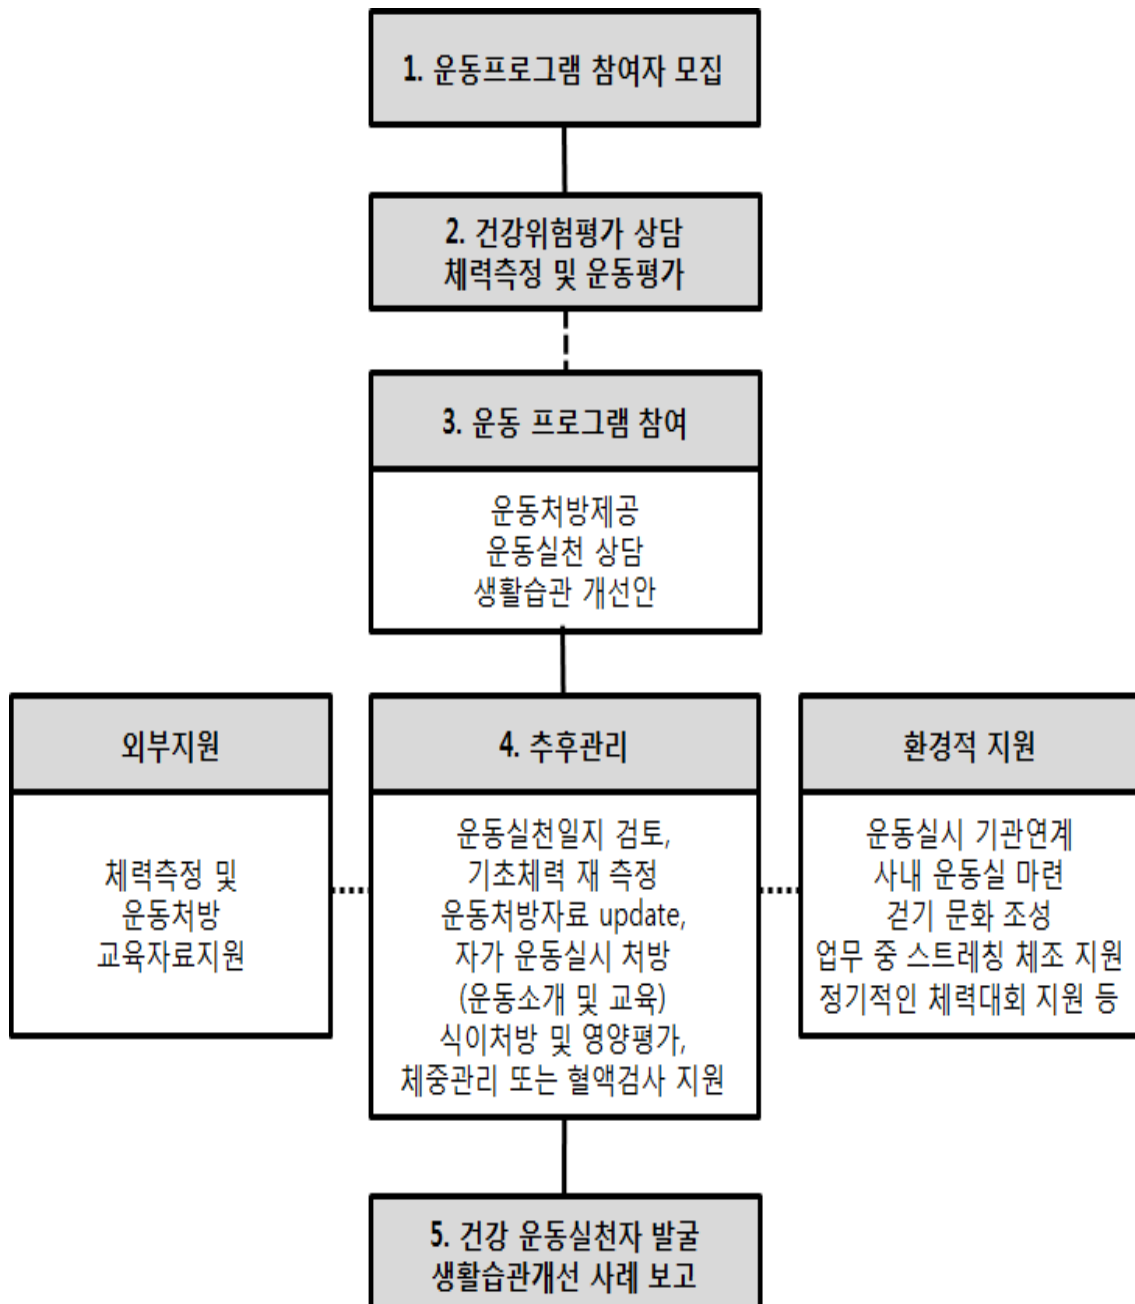 1. 운동프로그램 참여자 모집
2. 건강위험평가 상담
체력측정 및 운동평가
3. 운동 프로그램 참여
운동처방제공
운동실천 상담
생활습관 개선안
외부지원
체력측정 및
운동처방
교육자료지원
4. 추후관리
운동실천일지 검토,
기초체력 재 측정
운동처방자료 update,
자가 운동실시 처방
(운동소개 및 교육)
식이처방 및 영양평가,
체중관리 또는 혈액검사 지원
환경적 지원
운동실시 기관연계
사내 운동실 마련
걷기 문화 조성
업무 중 스트레칭 체조 지원
정기적인 체력대회 지원 등
5. 건강 운동실천자 발굴
생활습관개선 사례 보고